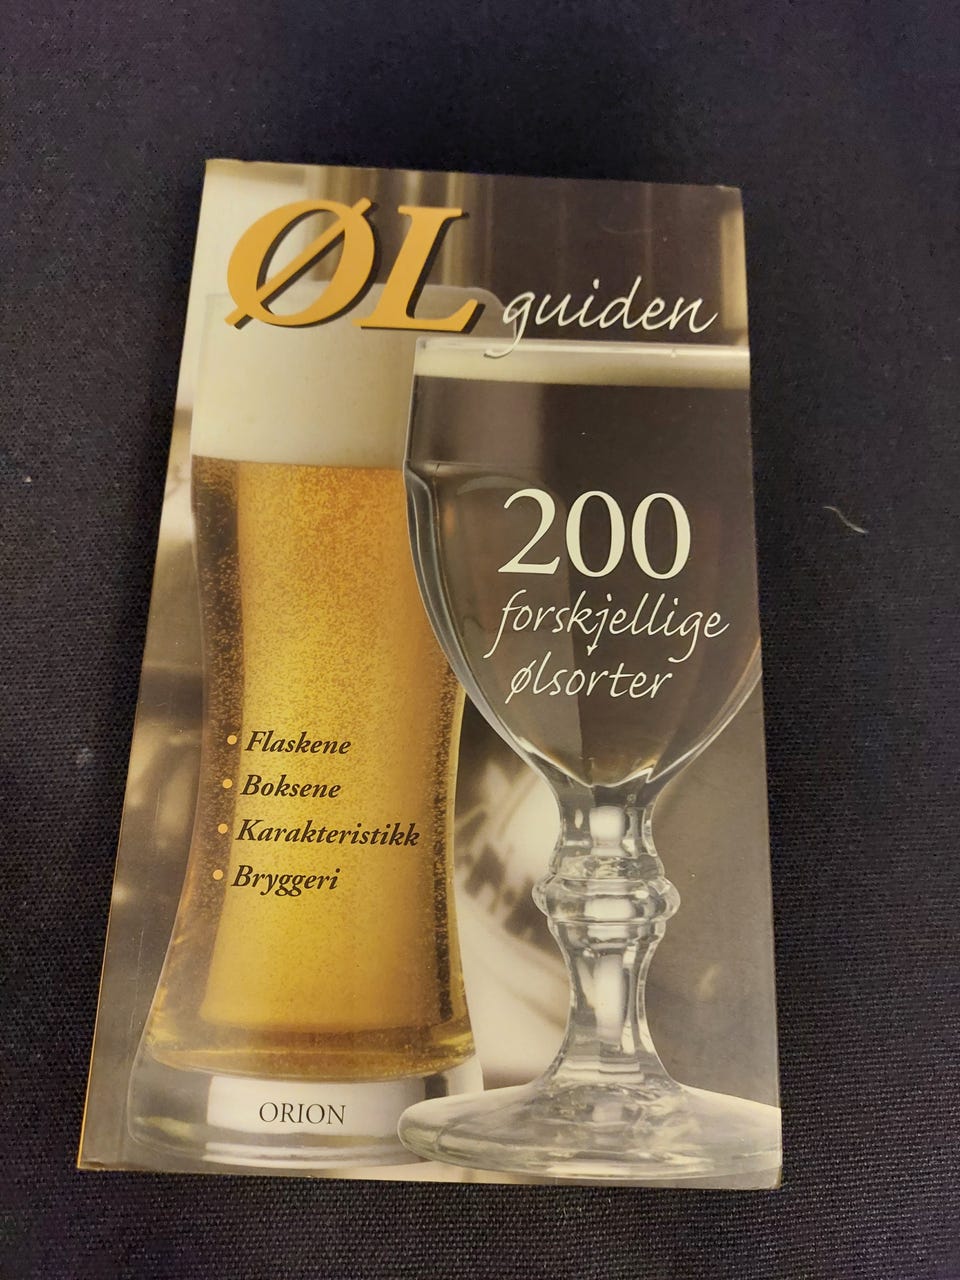 ØL guiden
200
forskjellige
ølsorter
• Flaskene
• Boksene
• Karakteristikk
• Bryggeri
ORION